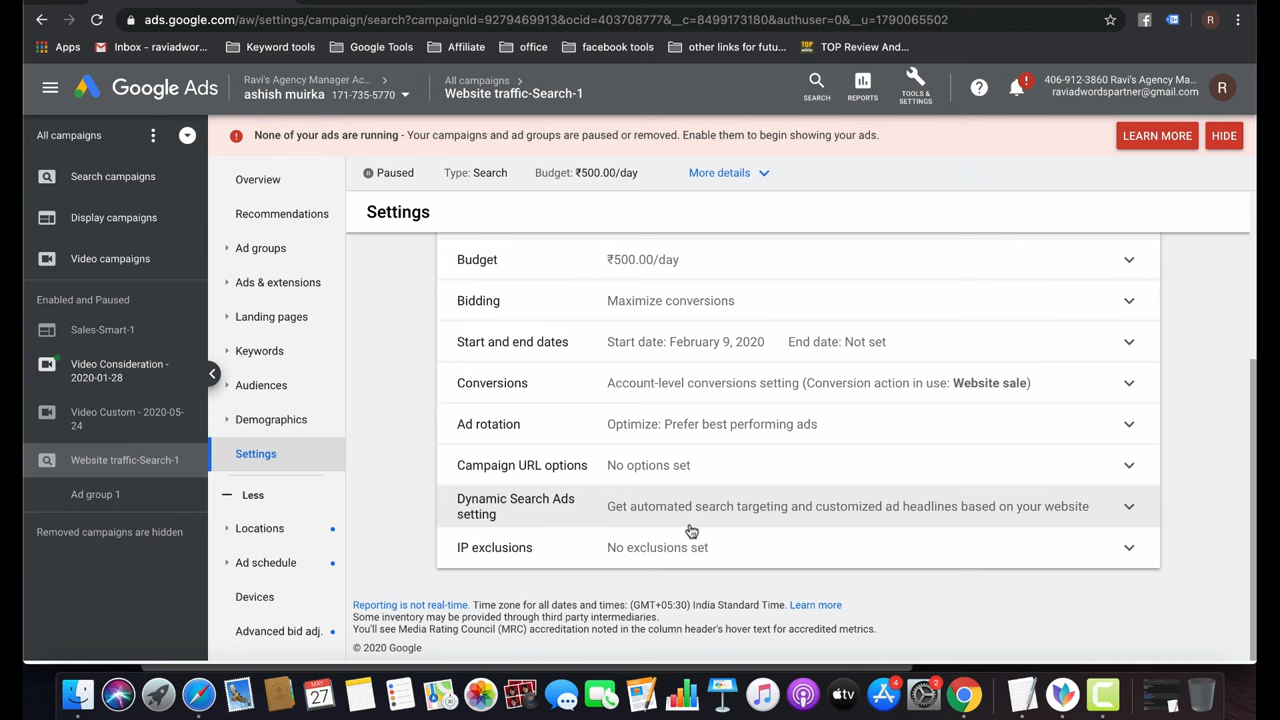 ads.google.com/aw/settings/campaign/search?campaignId=9279469913&ocid=403708777&__c=8499173180&authuser=0&__u=1790065502
R
Apps
Inbox - raviadwor...
Keyword tools
Google Tools
Affiliate
office
facebook tools
other links for futu...
TOP Review And...
Google Ads
Ravi's Agency Manager Ac...
ashish muirka 171-735-5770
All campaigns
Website traffic-Search-1
SEARCH
REPORTS
TOOLS & SETTINGS
406-912-3860 Ravi's Agency Ma...
raviadwordspartner@gmail.com
R
All campaigns
None of your ads are running - Your campaigns and ad groups are paused or removed. Enable them to begin showing your ads.
LEARN MORE
HIDE
Search campaigns
Display campaigns
Video campaigns
Enabled and Paused
Sales-Smart-1
Video Consideration -
2020-01-28
Video Custom - 2020-05-
24
Website traffic-Search-1
Ad group 1
Removed campaigns are hidden
Overview
Recommendations
Ad groups
Ads & extensions
Landing pages
Keywords
Audiences
Demographics
Settings
Less
Locations
Ad schedule
Devices
Advanced bid adj.
Paused
Type: Search
Budget: ₹500.00/day
More details
Settings
Budget ₹500.00/day
Bidding Maximize conversions
Start and end dates Start date: February 9, 2020 End date: Not set
Conversions Account-level conversions setting (Conversion action in use: Website sale)
Ad rotation Optimize: Prefer best performing ads
Campaign URL options No options set
Dynamic Search Ads
setting
Get automated search targeting and customized ad headlines based on your website
IP exclusions No exclusions set
Reporting is not real-time. Time zone for all dates and times: (GMT+05:30) India Standard Time. Learn more
Some inventory may be provided through third party intermediaries.
You'll see Media Rating Council (MRC) accreditation noted in the column header's hover text for accredited metrics.
© 2020 Google
MAY
27
tv
4
1